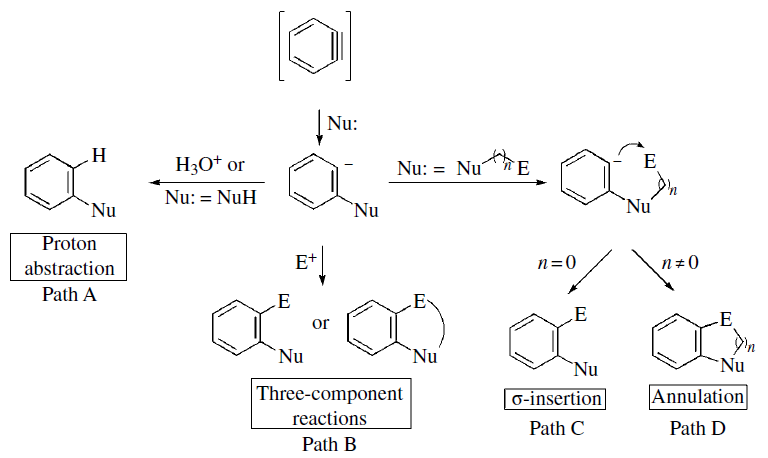 Nu:
H
H3O+ or
Nu: = NuH
Nu
Proton
abstraction
Path A
−
Nu
Nu: = Nu ( )n E
− E
Nu ( )n
E+
n = 0
n ≠ 0
E
Nu
or
E
Nu
Three-component
reactions
Path B
E
Nu
σ-insertion
Path C
E
( )n
Nu
Annulation
Path D